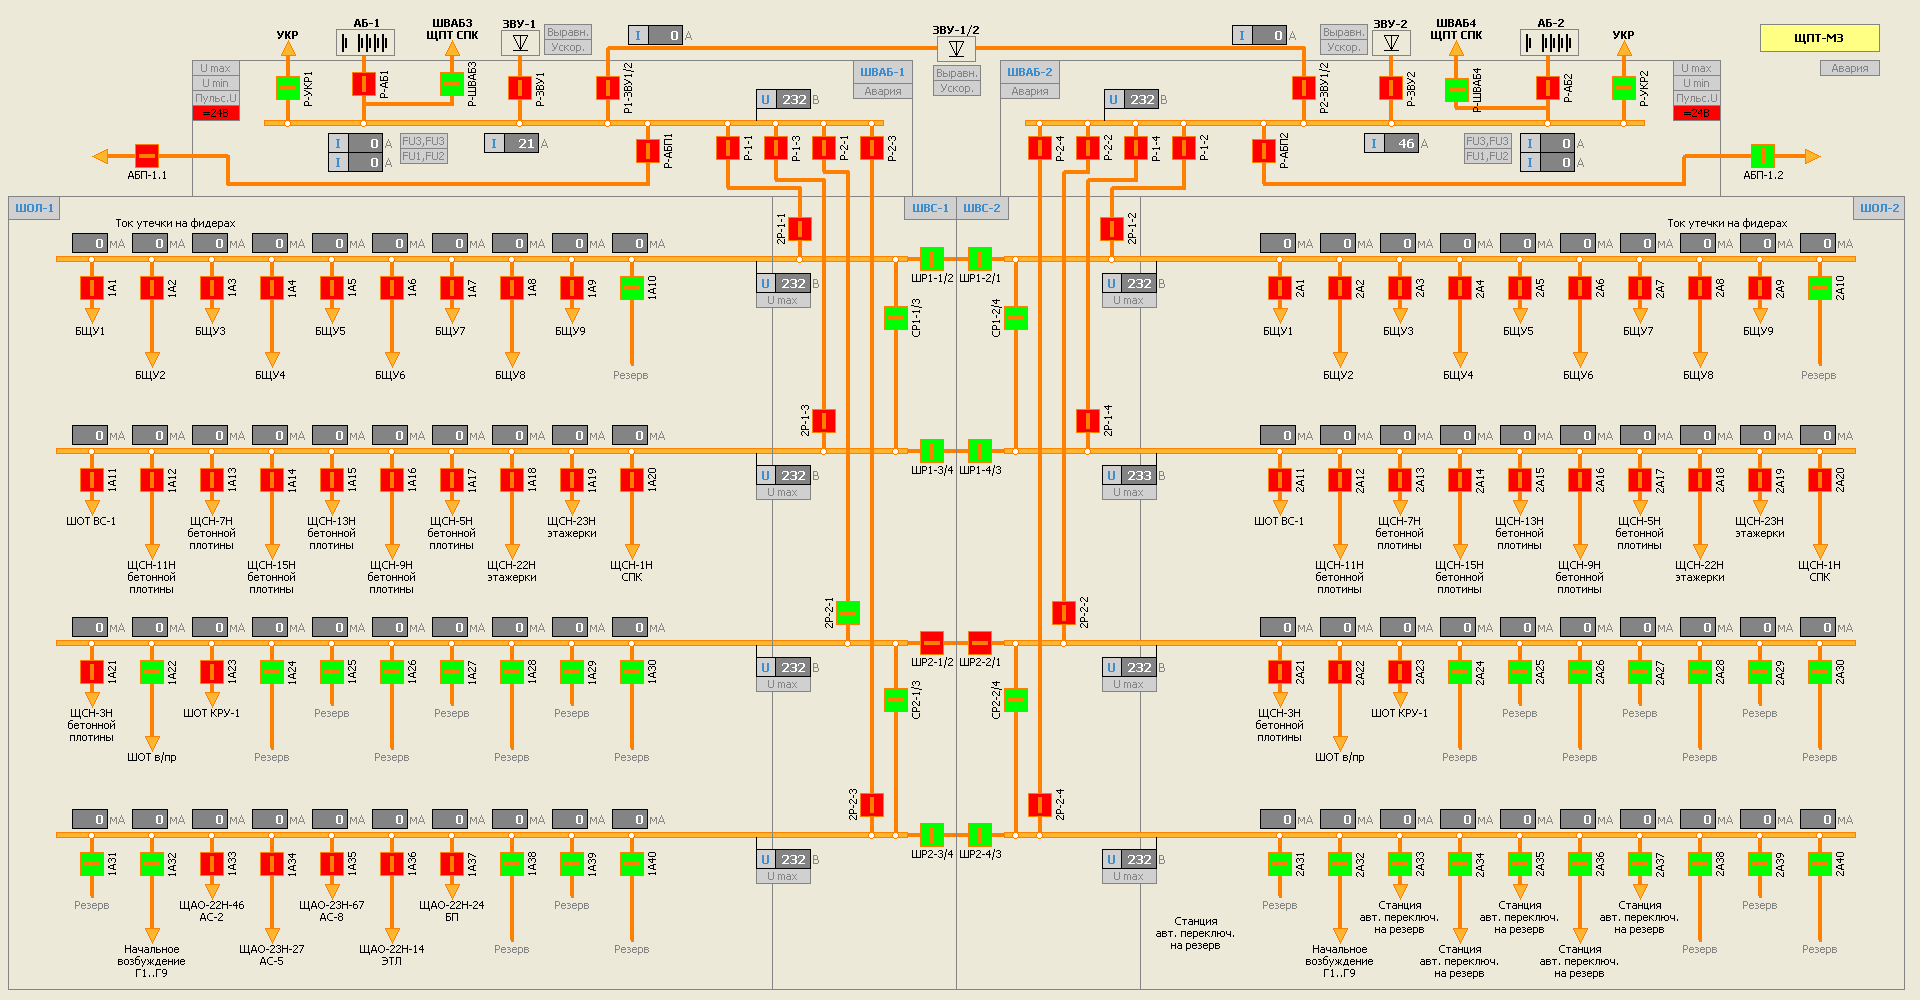 УКР
АБ-1
ШВАБ3
ЩПТ СПК
ЗВУ-1
Выравн.
Ускор.
I 0 А
ЗВУ-1/2
Выравн.
Ускор.
I 0 А
Выравн.
Ускор.
ЗВУ-2
ШВАБ4
ЩПТ СПК
АБ-2
УКР
ЩПТ-МЗ
Авария
U max
U min
Пульс.U
=24В
Р-УКР1
Р-АБ1
Р-ШВАБ3
Р-ЗВУ1
Р1-ЗВУ1/2
ШВАБ-1
Авария
U 232 В
ШВАБ-2
Авария
U 232 В
Р2-ЗВУ1/2
Р-ЗВУ2
Р-ШВАБ4
Р-АБ2
Р-УКР2
U max
U min
Пульс.U
=24В
I 0 А
I 0 А
FU3,FU3
FU1,FU2
I 21 А
Р-АБП1
Р-1-1
Р-1-3
Р-2-1
Р-2-3
Р-2-4
Р-2-2
Р-1-4
Р-1-2
Р-АБП2
I 46 А
FU3,FU3
FU1,FU2
I 0 А
I 0 А
АБП-1.1
АБП-1.2
ШОЛ-1
ШВС-1
ШВС-2
ШОЛ-2
Ток утечки на фидерах
Ток утечки на фидерах
0 мА 0 мА 0 мА 0 мА 0 мА 0 мА 0 мА 0 мА 0 мА 0 мА
2Р-1-1
2Р-1-2
0 мА 0 мА 0 мА 0 мА 0 мА 0 мА 0 мА 0 мА 0 мА 0 мА
1А1 1А2 1А3 1А4 1А5 1А6 1А7 1А8 1А9 1А10
U 232 В
U max
ШР1-1/2
ШР1-2/1
СР1-1/3
СР1-2/4
U 232 В
U max
2А1 2А2 2А3 2А4 2А5 2А6 2А7 2А8 2А9 2А10
БЩУ1 БЩУ3 БЩУ5 БЩУ7 БЩУ9
БЩУ2 БЩУ4 БЩУ6 БЩУ8 Резерв
БЩУ1 БЩУ3 БЩУ5 БЩУ7 БЩУ9
БЩУ2 БЩУ4 БЩУ6 БЩУ8 Резерв
0 мА 0 мА 0 мА 0 мА 0 мА 0 мА 0 мА 0 мА 0 мА 0 мА
2Р-1-3
2Р-1-4
0 мА 0 мА 0 мА 0 мА 0 мА 0 мА 0 мА 0 мА 0 мА 0 мА
1А11 1А12 1А13 1А14 1А15 1А16 1А17 1А18 1А19 1А20
U 232 В
U max
ШР1-3/4
ШР1-4/3
U 233 В
U max
2А11 2А12 2А13 2А14 2А15 2А16 2А17 2А18 2А19 2А20
ШОТ ВС-1
ЩСН-7Н
бетонной
плотины
ЩСН-13Н
бетонной
плотины
ЩСН-5Н
бетонной
плотины
ЩСН-23Н
этажерки
ЩСН-11Н
бетонной
плотины
ЩСН-15Н
бетонной
плотины
ЩСН-9Н
бетонной
плотины
ЩСН-22Н
этажерки
ЩСН-1Н
СПК
ШОТ ВС-1
ЩСН-7Н
бетонной
плотины
ЩСН-13Н
бетонной
плотины
ЩСН-5Н
бетонной
плотины
ЩСН-23Н
этажерки
ЩСН-11Н
бетонной
плотины
ЩСН-15Н
бетонной
плотины
ЩСН-9Н
бетонной
плотины
ЩСН-22Н
этажерки
ЩСН-1Н
СПК
0 мА 0 мА 0 мА 0 мА 0 мА 0 мА 0 мА 0 мА 0 мА 0 мА
2Р-2-1
2Р-2-2
0 мА 0 мА 0 мА 0 мА 0 мА 0 мА 0 мА 0 мА 0 мА 0 мА
1А21 1А22 1А23 1А24 1А25 1А26 1А27 1А28 1А29 1А30
U 232 В
U max
ШР2-1/2
ШР2-2/1
СР2-1/3
СР2-2/4
U 232 В
U max
2А21 2А22 2А23 2А24 2А25 2А26 2А27 2А28 2А29 2А30
ЩСН-3Н
бетонной
плотины
ШОТ КРУ-1
Резерв Резерв Резерв
ШОТ в/пр
Резерв Резерв Резерв Резерв
ЩСН-3Н
бетонной
плотины
ШОТ КРУ-1
Резерв Резерв Резерв
ШОТ в/пр
Резерв Резерв Резерв Резерв
0 мА 0 мА 0 мА 0 мА 0 мА 0 мА 0 мА 0 мА 0 мА 0 мА
2Р-2-3
2Р-2-4
0 мА 0 мА 0 мА 0 мА 0 мА 0 мА 0 мА 0 мА 0 мА 0 мА
1А31 1А32 1А33 1А34 1А35 1А36 1А37 1А38 1А39 1А40
U 232 В
U max
ШР2-3/4
ШР2-4/3
U 232 В
U max
2А31 2А32 2А33 2А34 2А35 2А36 2А37 2А38 2А39 2А40
Резерв
ЩАО-22Н-46
АС-2
ЩАО-23Н-67
АС-8
ЩАО-22Н-24
БП
Резерв
Начальное
возбуждение
Г1..Г9
ЩАО-23Н-27
АС-5
ЩАО-22Н-14
ЭТЛ
Резерв
Резерв
Станция
авт. переключ.
на резерв
Резерв
Станция
авт. переключ.
на резерв
Станция
авт. переключ.
на резерв
Станция
авт. переключ.
на резерв
Резерв
Начальное
возбуждение
Г1..Г9
Станция
авт. переключ.
на резерв
Станция
авт. переключ.
на резерв
Резерв
Резерв